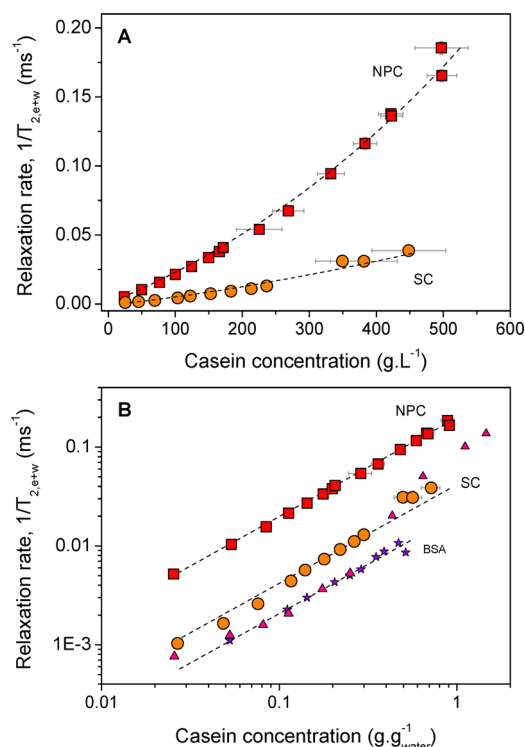 A
0.20
0.15
0.10
0.05
0.00
NPC
SC
0 100 200 300 400 500 600
Relaxation rate, 1/T2,e+w (ms-1)
Casein concentration (g.L-1)
B
0.1
0.01
1E-3
NPC
SC
BSA
0.01 0.1 1
Relaxation rate, 1/T2,e+w (ms-1)
Casein concentration (g.g-1water)